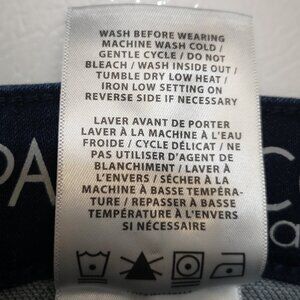 WASH BEFORE WEARING
MACHINE WASH COLD /
GENTLE CYCLE / DO NOT
BLEACH / WASH INSIDE OUT /
TUMBLE DRY LOW HEAT /
IRON LOW SETTING ON
REVERSE SIDE IF NECESSARY
LAVER AVANT DE PORTER
LAVER À LA MACHINE À L'EAU
FROIDE / CYCLE DÉLICAT / NE
PAS UTILISER D'AGENT DE
BLANCHIMENT / LAVER À
L'ENVERS / SÉCHER À LA
MACHINE À BASSE TEMPÉRA-
TURE / REPASSER À BASSE
TEMPÉRATURE À L'ENVERS
SI NÉCESSAIRE
PA
C
a